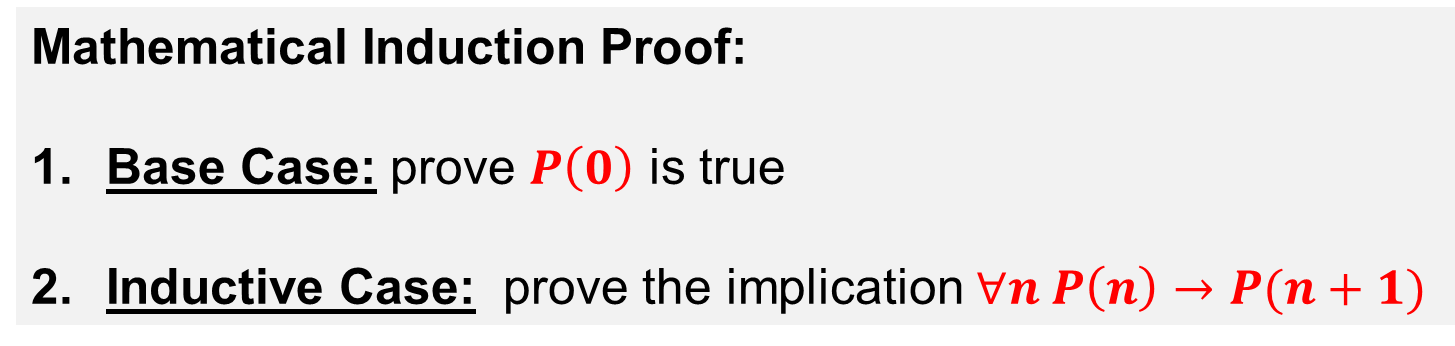 Mathematical Induction Proof:
1. Base Case: prove P(0) is true
2. Inductive Case: prove the implication ∀n P(n) → P(n + 1)